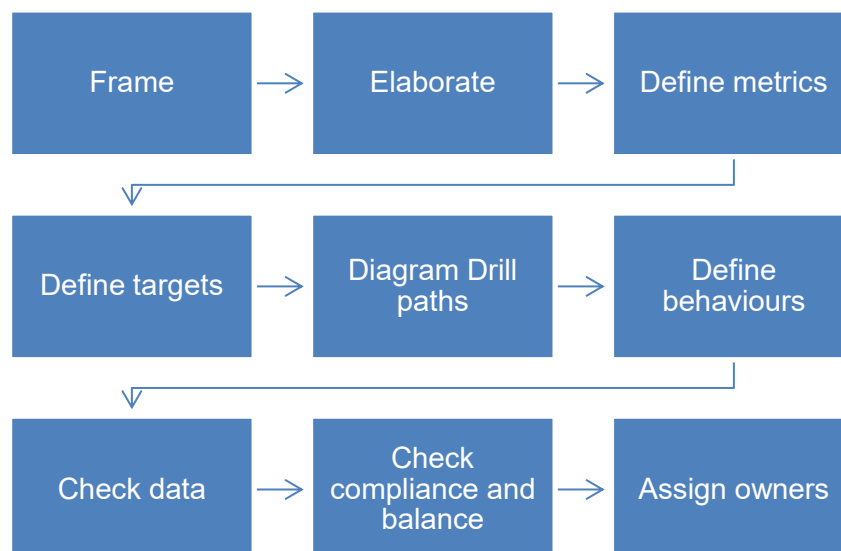 Frame
Elaborate
Define metrics
Define targets
Diagram Drill
paths
Define
behaviours
Check data
Check
compliance and
balance
Assign owners